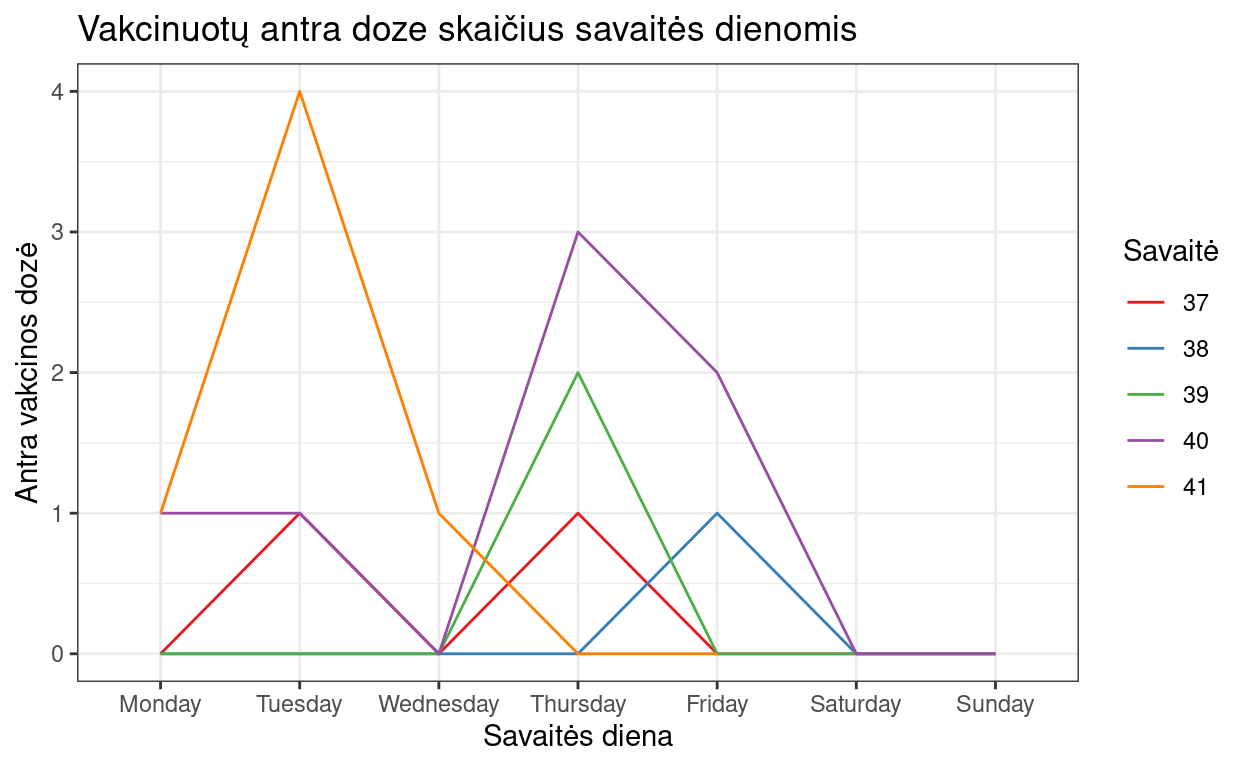 Vakcinuotų antra doze skaičius savaitės dienomis
Antra vakcinos dozė
4
3
2
1
0
Monday Tuesday Wednesday Thursday Friday Saturday Sunday
Savaitės diena
Savaitė
37
38
39
40
41